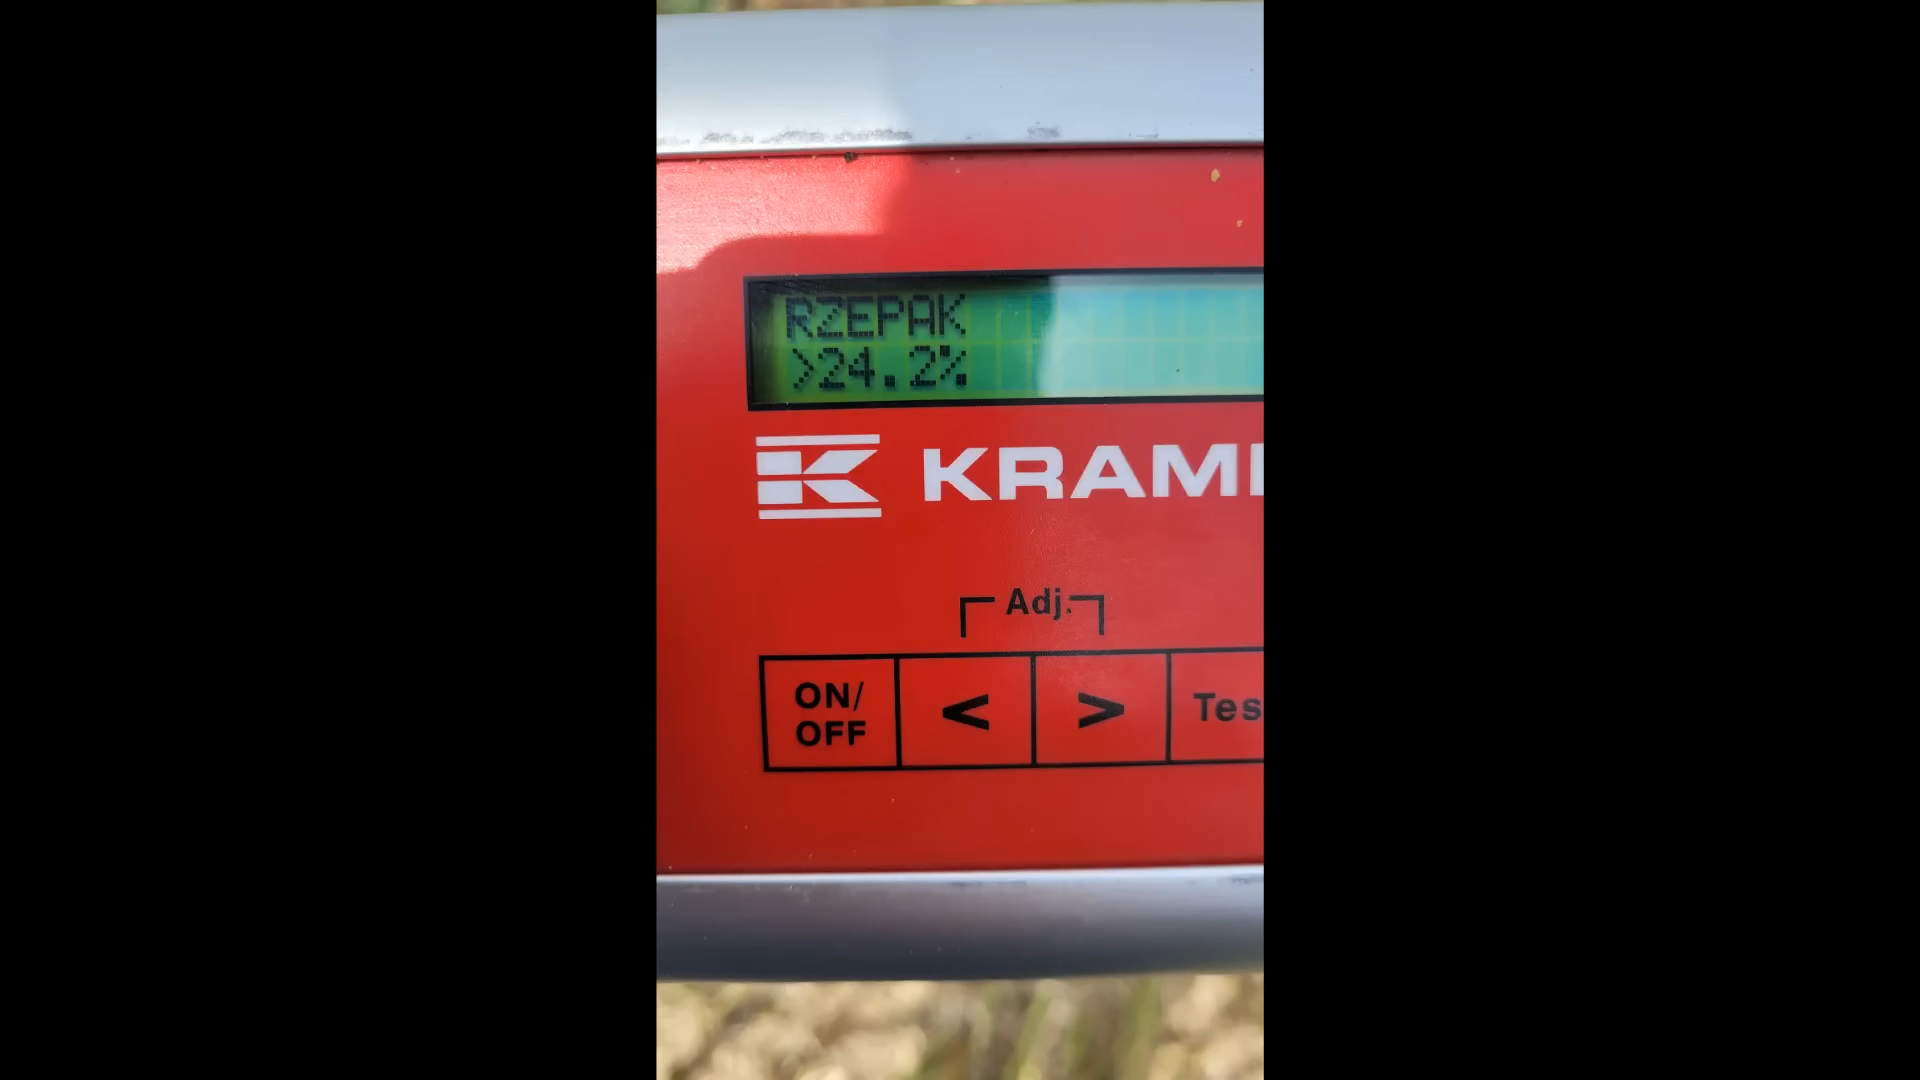 RZEPAK
>24.2%
K KRAM
Adj.
ON/
OFF
<
>
Tes